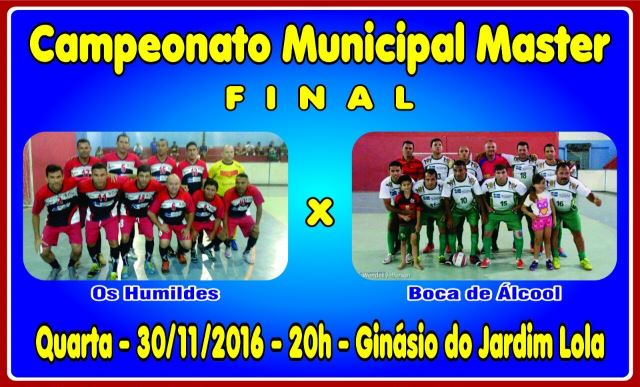 Campeonato Municipal Master
FINAL
x
Os Humildes
Boca de Álcool
Quarta - 30/11/2016 - 20h - Ginásio do Jardim Lola